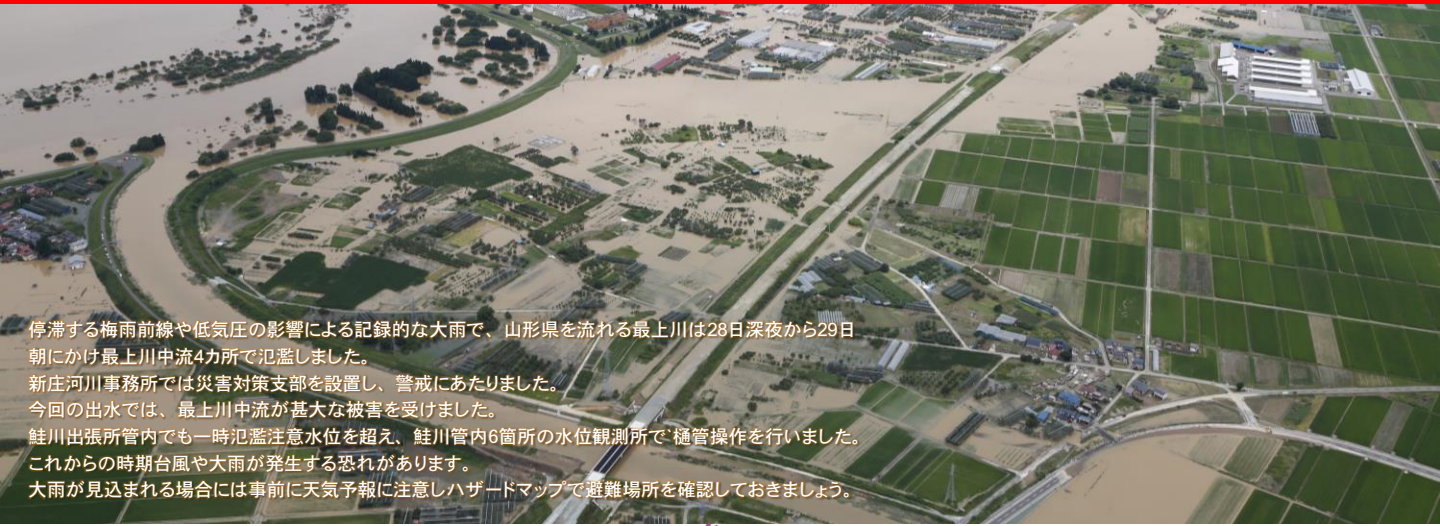 停滞する梅雨前線や低気圧の影響による記録的な大雨で、山形県を流れる最上川は28日深夜から29日
朝にかけ最上川中流4カ所で氾濫しました。
新庄河川事務所では災害対策支部を設置し、警戒にあたりました。
今回の出水では、最上川中流が甚大な被害を受けました。
鮭川出張所管内でも一時氾濫注意水位を超え、鮭川管内6箇所の水位観測所で樋管操作を行いました。
これからの時期台風や大雨が発生する恐れがあります。
大雨が見込まれる場合には事前に天気予報に注意しハザードマップで避難場所を確認しておきましょう。